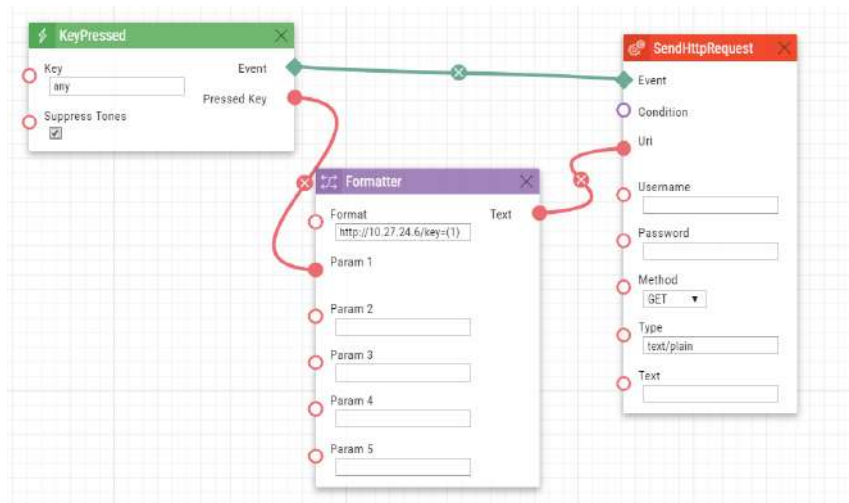 KeyPressed
Key
any
Event
Pressed Key
Suppress Tones
Formatter
Format
http://10.27.24.6/key=(1)
Text
Param 1
Param 2
Param 3
Param 4
Param 5
SendHttpRequest
Event
Condition
Uri
Username
Password
Method
GET
Type
text/plain
Text